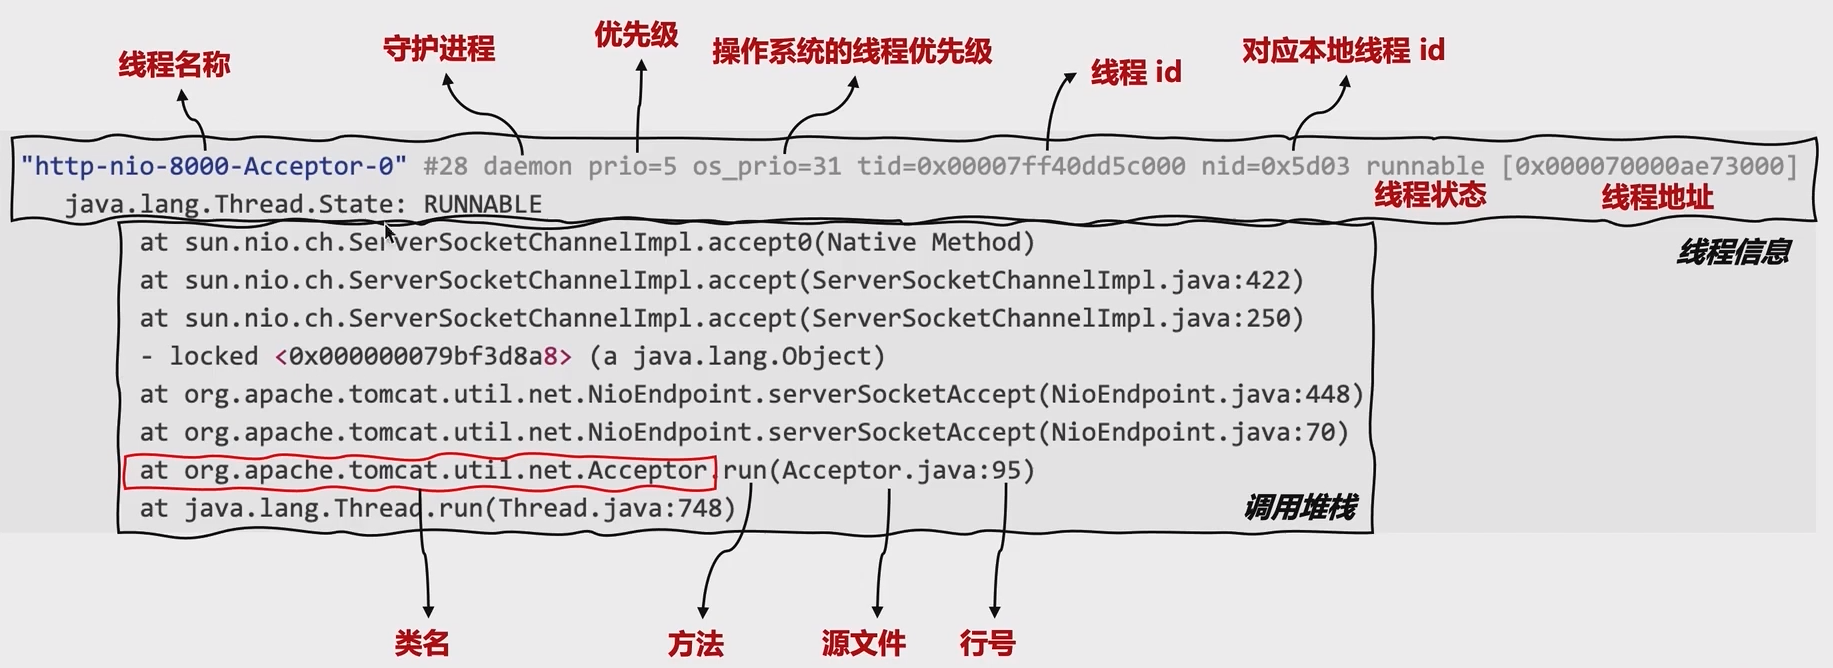 线程名称 守护进程 优先级 操作系统的线程优先级 线程 id 对应本地线程 id
"http-nio-8000-Acceptor-0" #28 daemon prio=5 os_prio=31 tid=0x00007ff40dd5c000 nid=0x5d03 runnable [0x000070000ae73000]
java.lang.Thread.State: RUNNABLE 线程状态 线程地址
线程信息
at sun.nio.ch.ServerSocketChannelImpl.accept0(Native Method)
at sun.nio.ch.ServerSocketChannelImpl.accept(ServerSocketChannelImpl.java:422)
at sun.nio.ch.ServerSocketChannelImpl.accept(ServerSocketChannelImpl.java:250)
- locked <0x000000079bf3d8a8> (a java.lang.Object)
at org.apache.tomcat.util.net.NioEndpoint.serverSocketAccept(NioEndpoint.java:448)
at org.apache.tomcat.util.net.NioEndpoint.serverSocketAccept(NioEndpoint.java:70)
at org.apache.tomcat.util.net.Acceptor.run(Acceptor.java:95)
at java.lang.Thread.run(Thread.java:748) 调用堆栈
类名 方法 源文件 行号